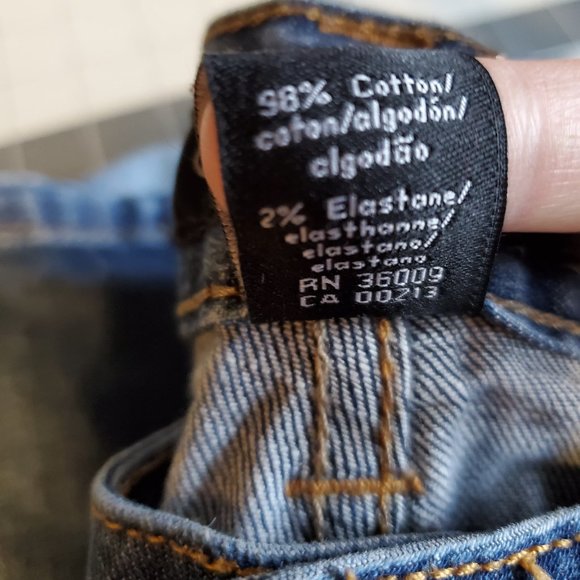 98% Cotton/
coton/algodón/
algodão
2% Elastane/
elasthanne/
elastano/
elastano
RN 36009
CA 00213